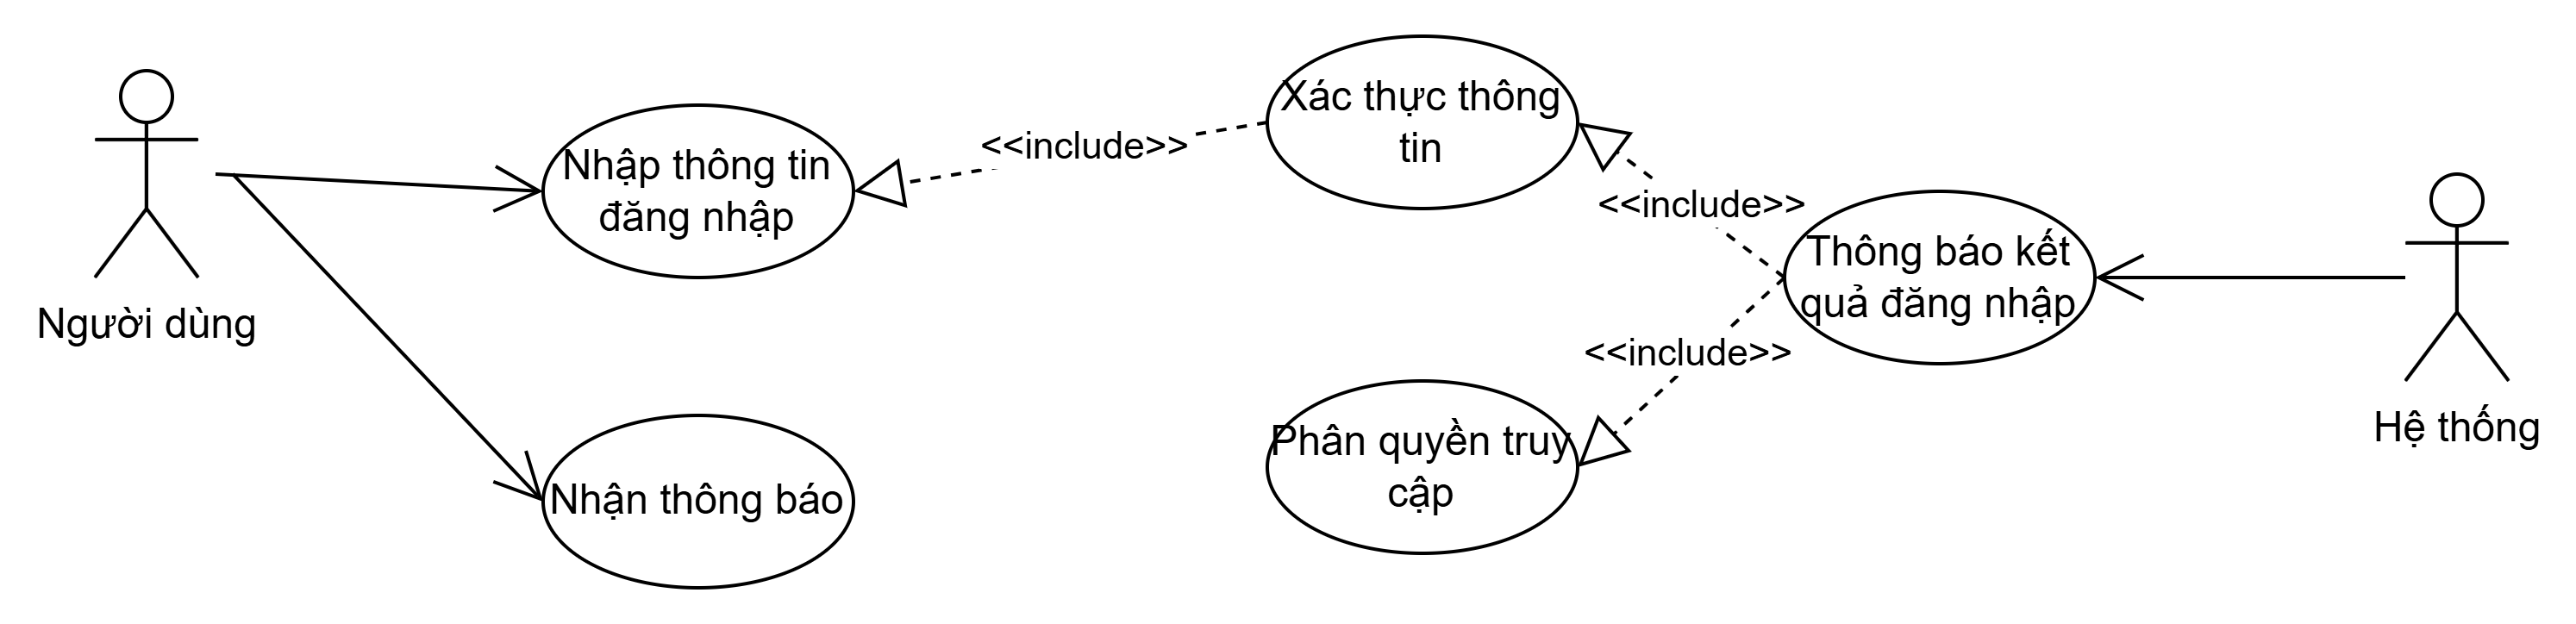 Người dùng
Nhập thông tin
đăng nhập
Nhận thông báo
<<include>>
Xác thực thông
tin
<<include>>
<<include>>
Phân quyền truy
cập
Thông báo kết
quả đăng nhập
Hệ thống